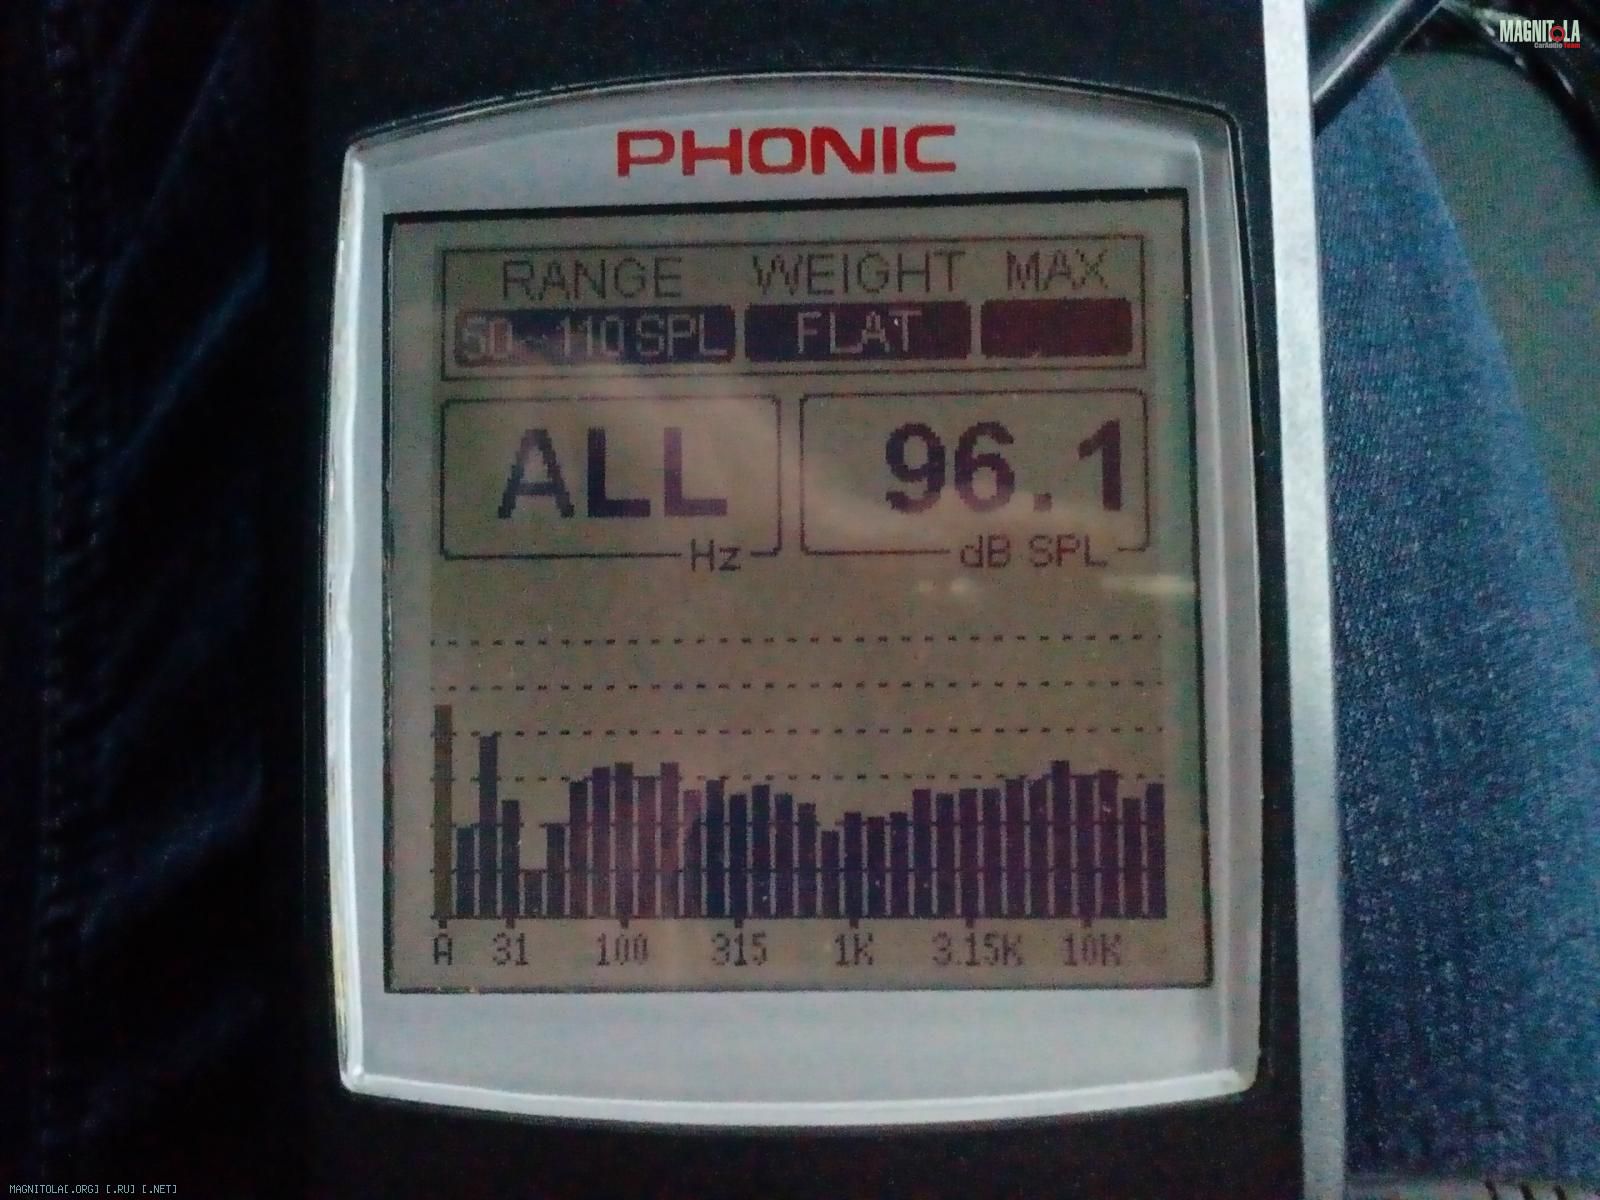 MAGNITOLA
CarAudio Team
PHONIC
RANGE WEIGHT MAX
50~110 SPL FLAT
ALL 96.1
Hz dB SPL
A 31 100 315 1K 3.15K 10K
MAGNITOLA[.ORG] [.RU] [.NET]